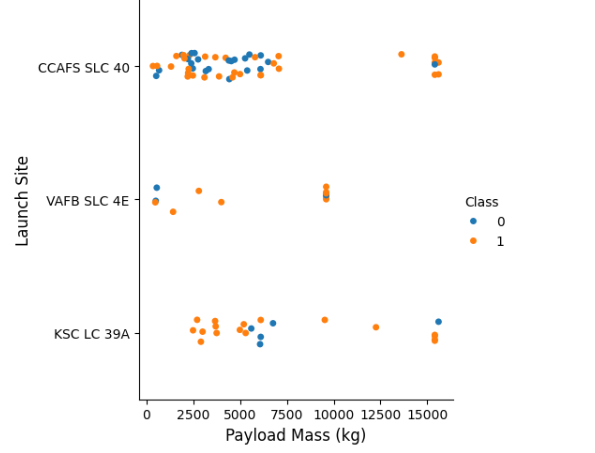 CCAFS SLC 40
VAFB SLC 4E
KSC LC 39A
Launch Site
0 2500 5000 7500 10000 12500 15000
Payload Mass (kg)
Class
0
1